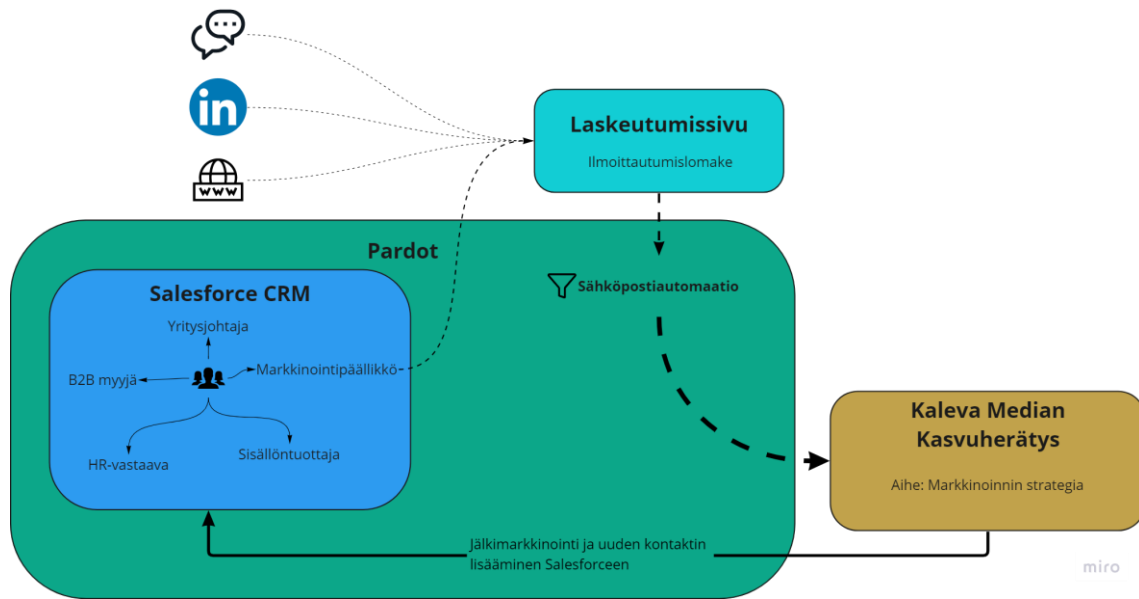 in
WWW
Laskeutumissivu
Ilmoittautumislomake
Pardot
Salesforce CRM
Yritysjohtaja
B2B myyjä
Markkinointipäällikkö
HR-vastaava
Sisällöntuottaja
Sähköpostiautomaatio
Kaleva Median
Kasvuherätys
Aihe: Markkinoinnin strategia
Jälkimarkkinointi ja uuden kontaktin
lisääminen Salesforceen
miro